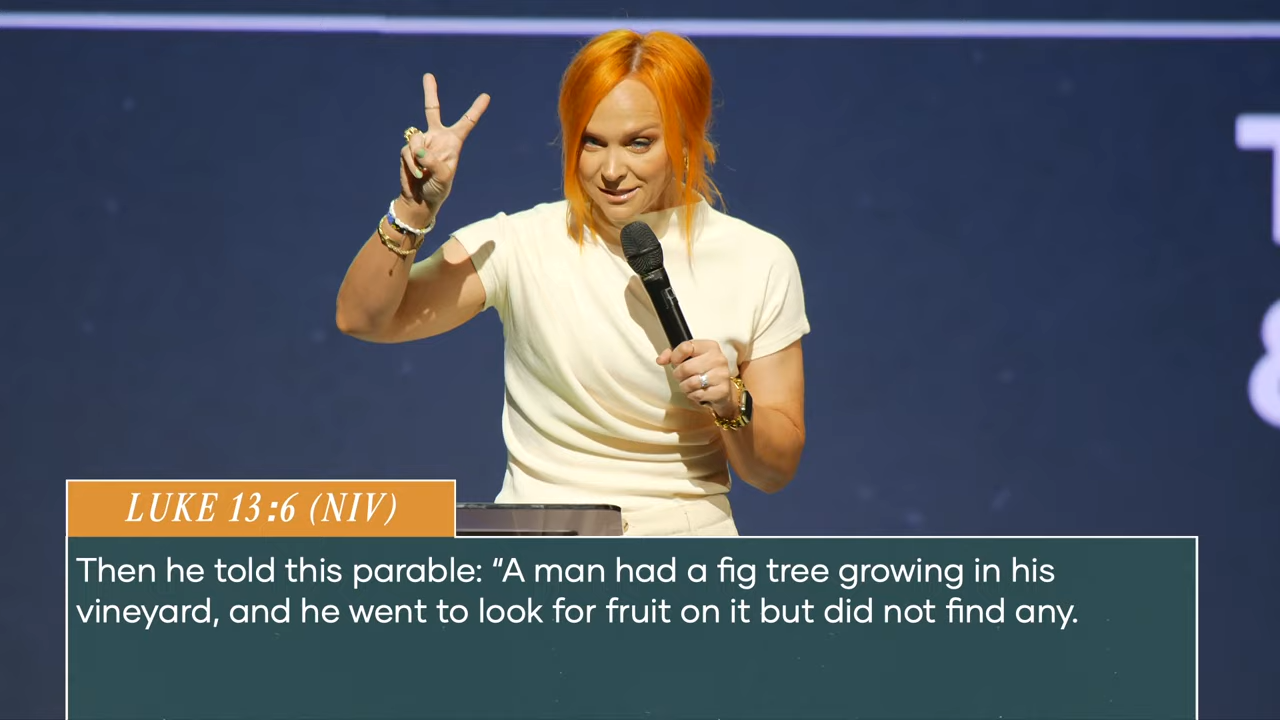 T
&
LUKE 13:6 (NIV)
Then he told this parable: “A man had a fig tree growing in his
vineyard, and he went to look for fruit on it but did not find any.